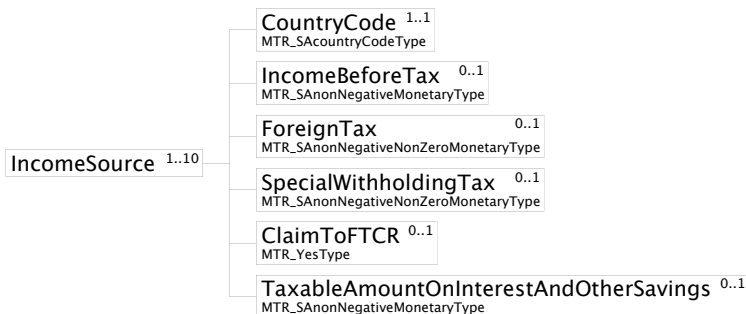 CountryCode 1..1
MTR_SAcountryCodeType
IncomeBeforeTax 0..1
MTR_SAnonNegativeMonetaryType
ForeignTax 0..1
MTR_SAnonNegativeNonZeroMonetaryType
IncomeSource 1..10
SpecialWithholdingTax 0..1
MTR_SAnonNegativeNonZeroMonetaryType
ClaimToFTCR 0..1
MTR_YesType
TaxableAmountOnInterestAndOtherSavings 0..1
MTR_SAnonNegativeMonetaryType